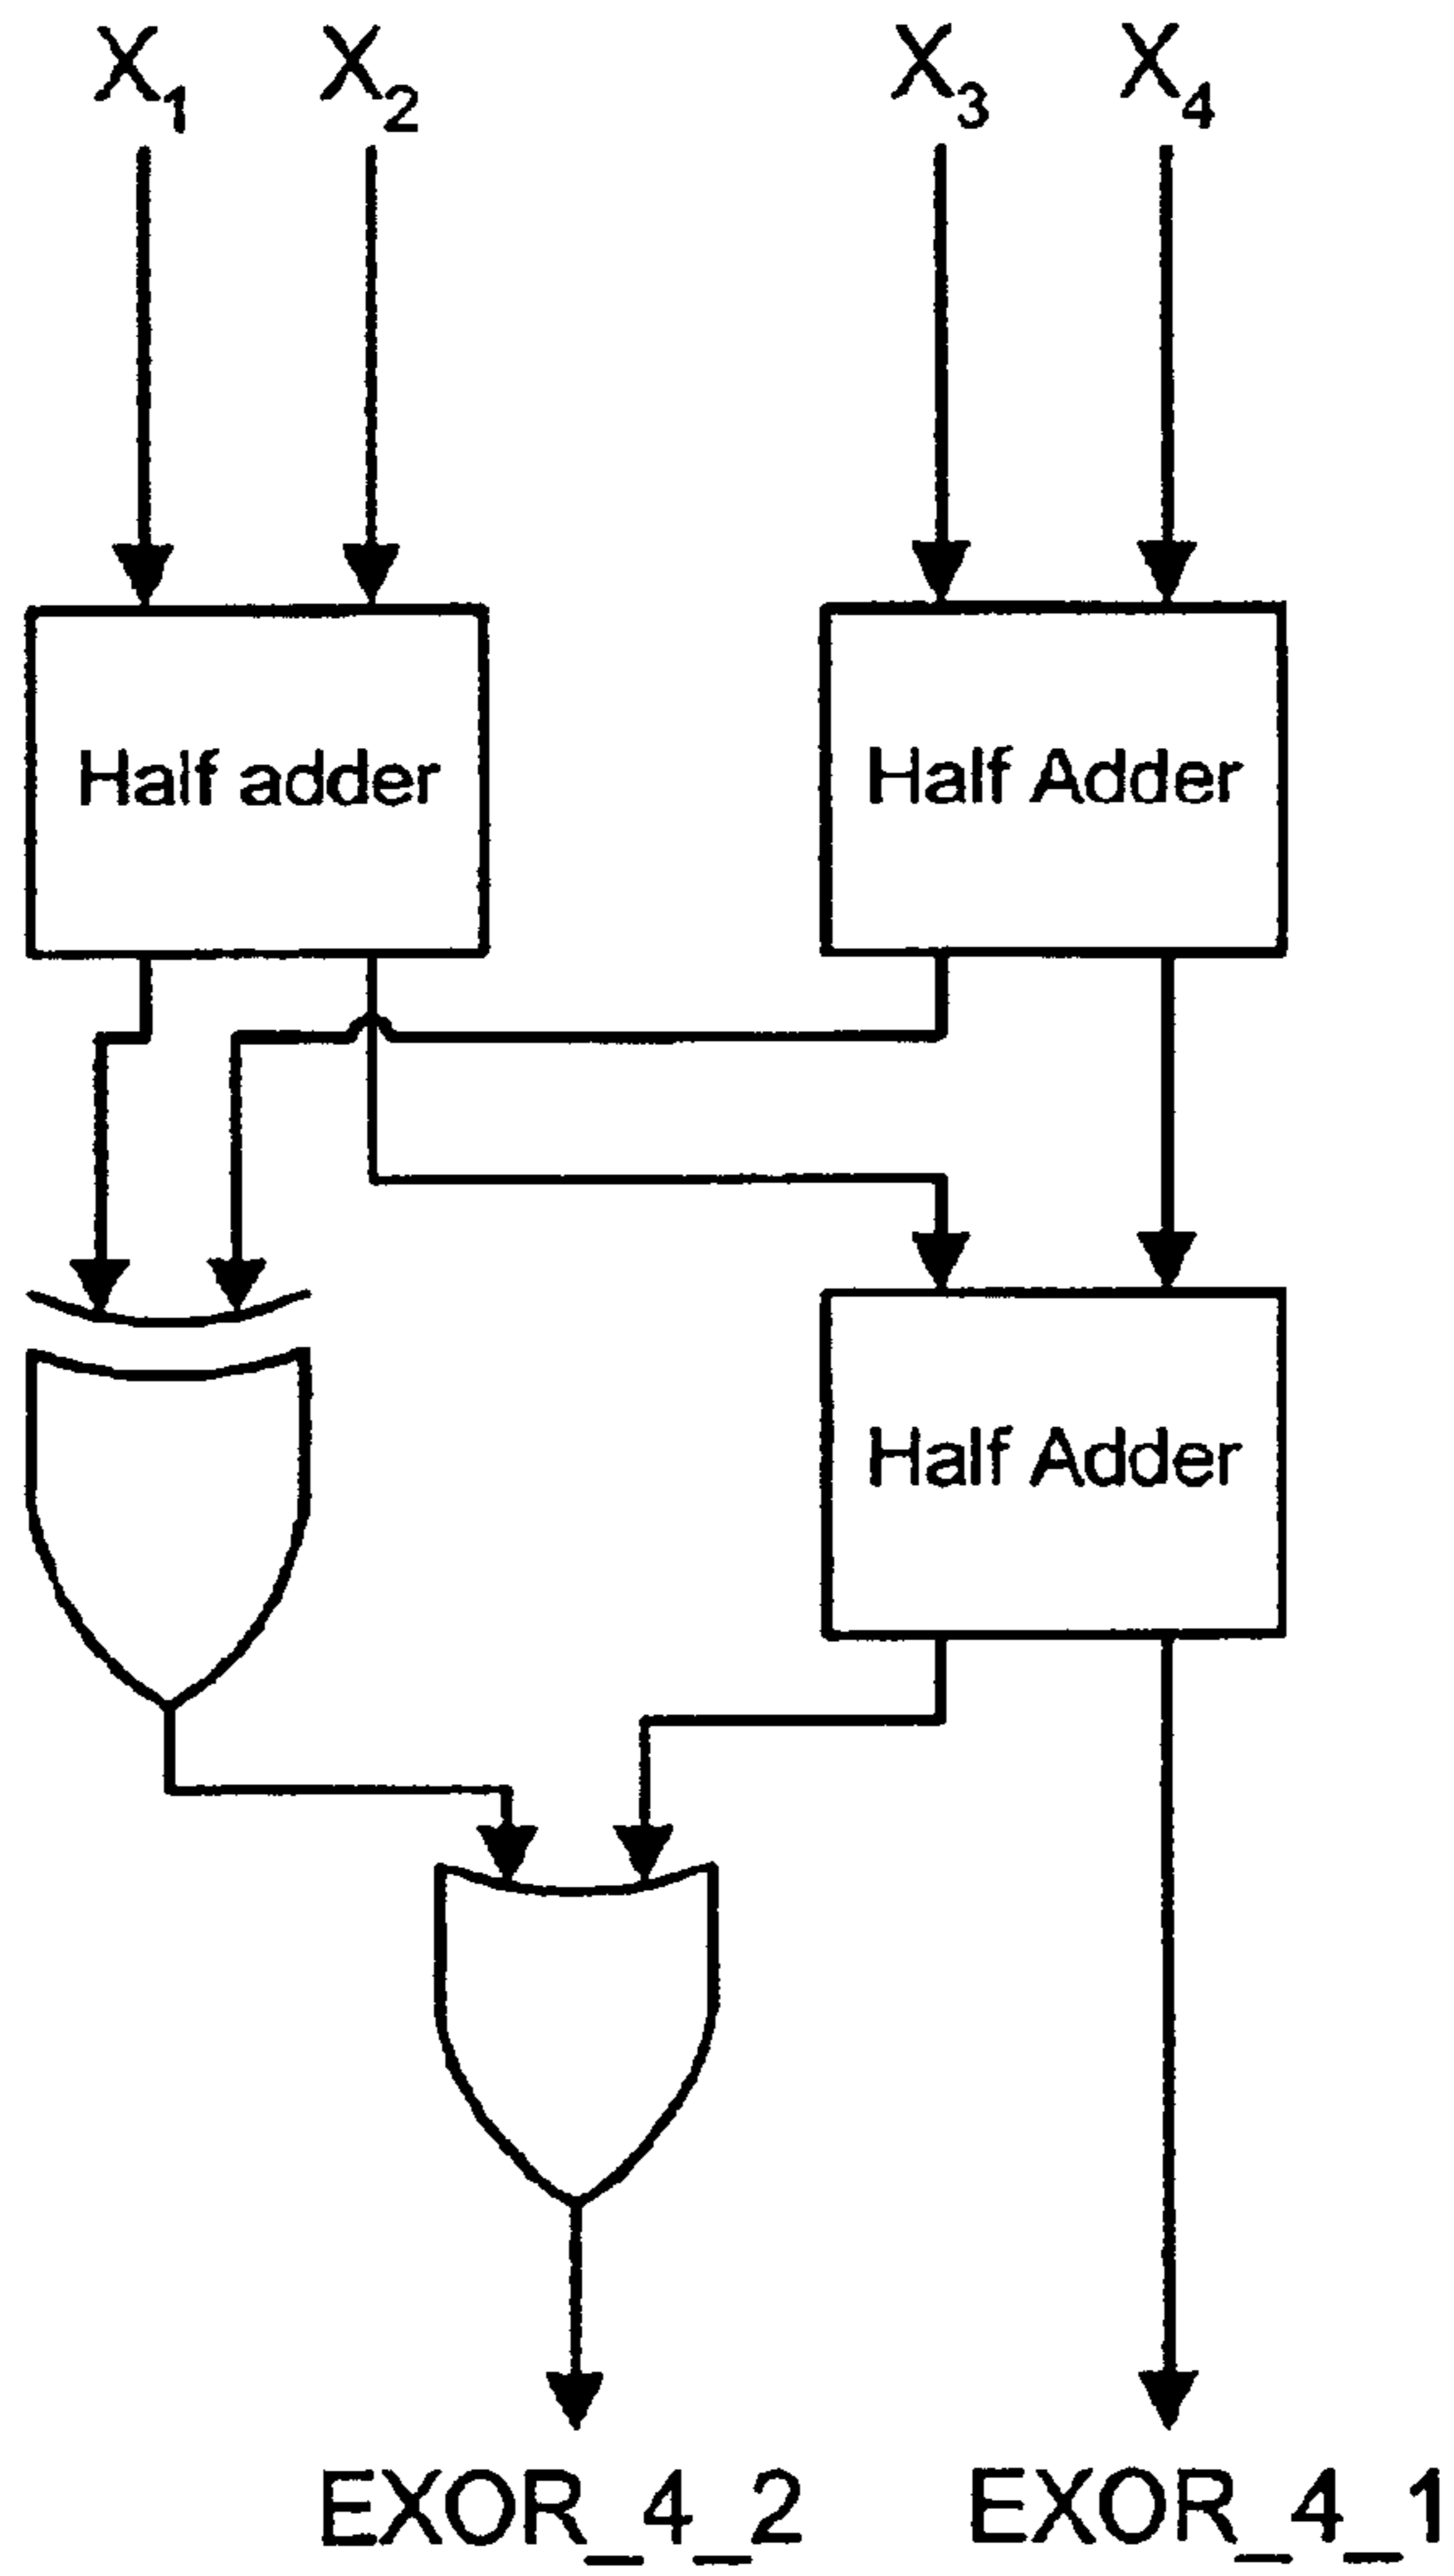 X1 X2 X3 X4
Half adder Half Adder
Half Adder
EXOR_4_2 EXOR_4_1